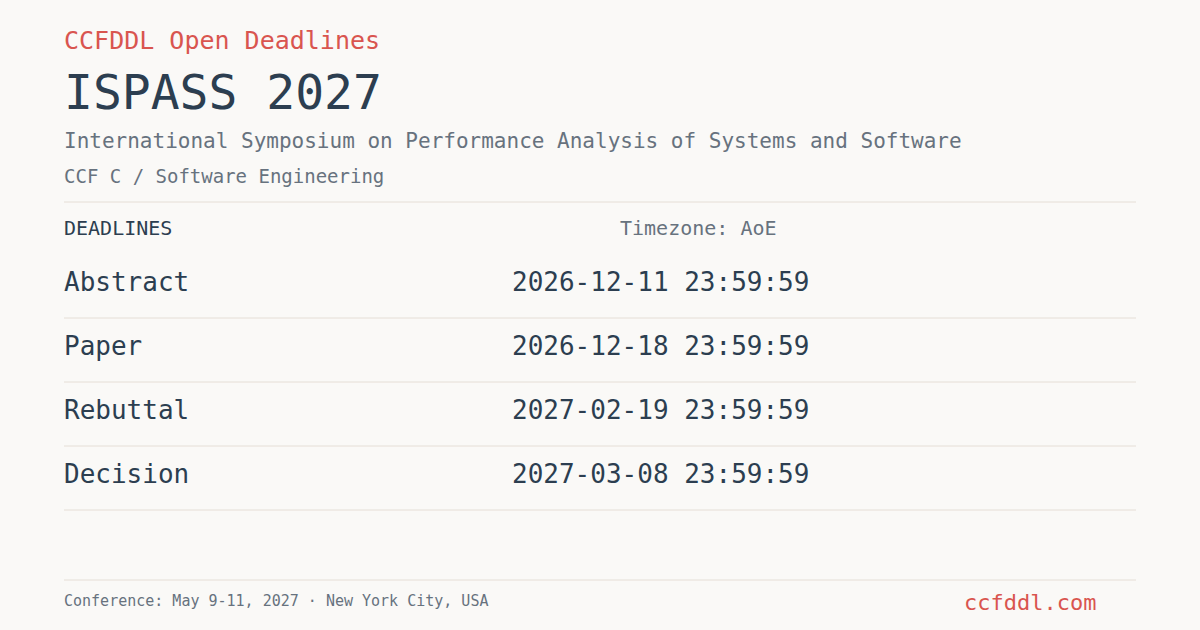 CCFDDL Open Deadlines
ISPASS 2027
International Symposium on Performance Analysis of Systems and Software
CCF C / Software Engineering
DEADLINES Timezone: AoE
Abstract 2026-12-11 23:59:59
Paper 2026-12-18 23:59:59
Rebuttal 2027-02-19 23:59:59
Decision 2027-03-08 23:59:59
Conference: May 9-11, 2027 · New York City, USA ccfddl.com